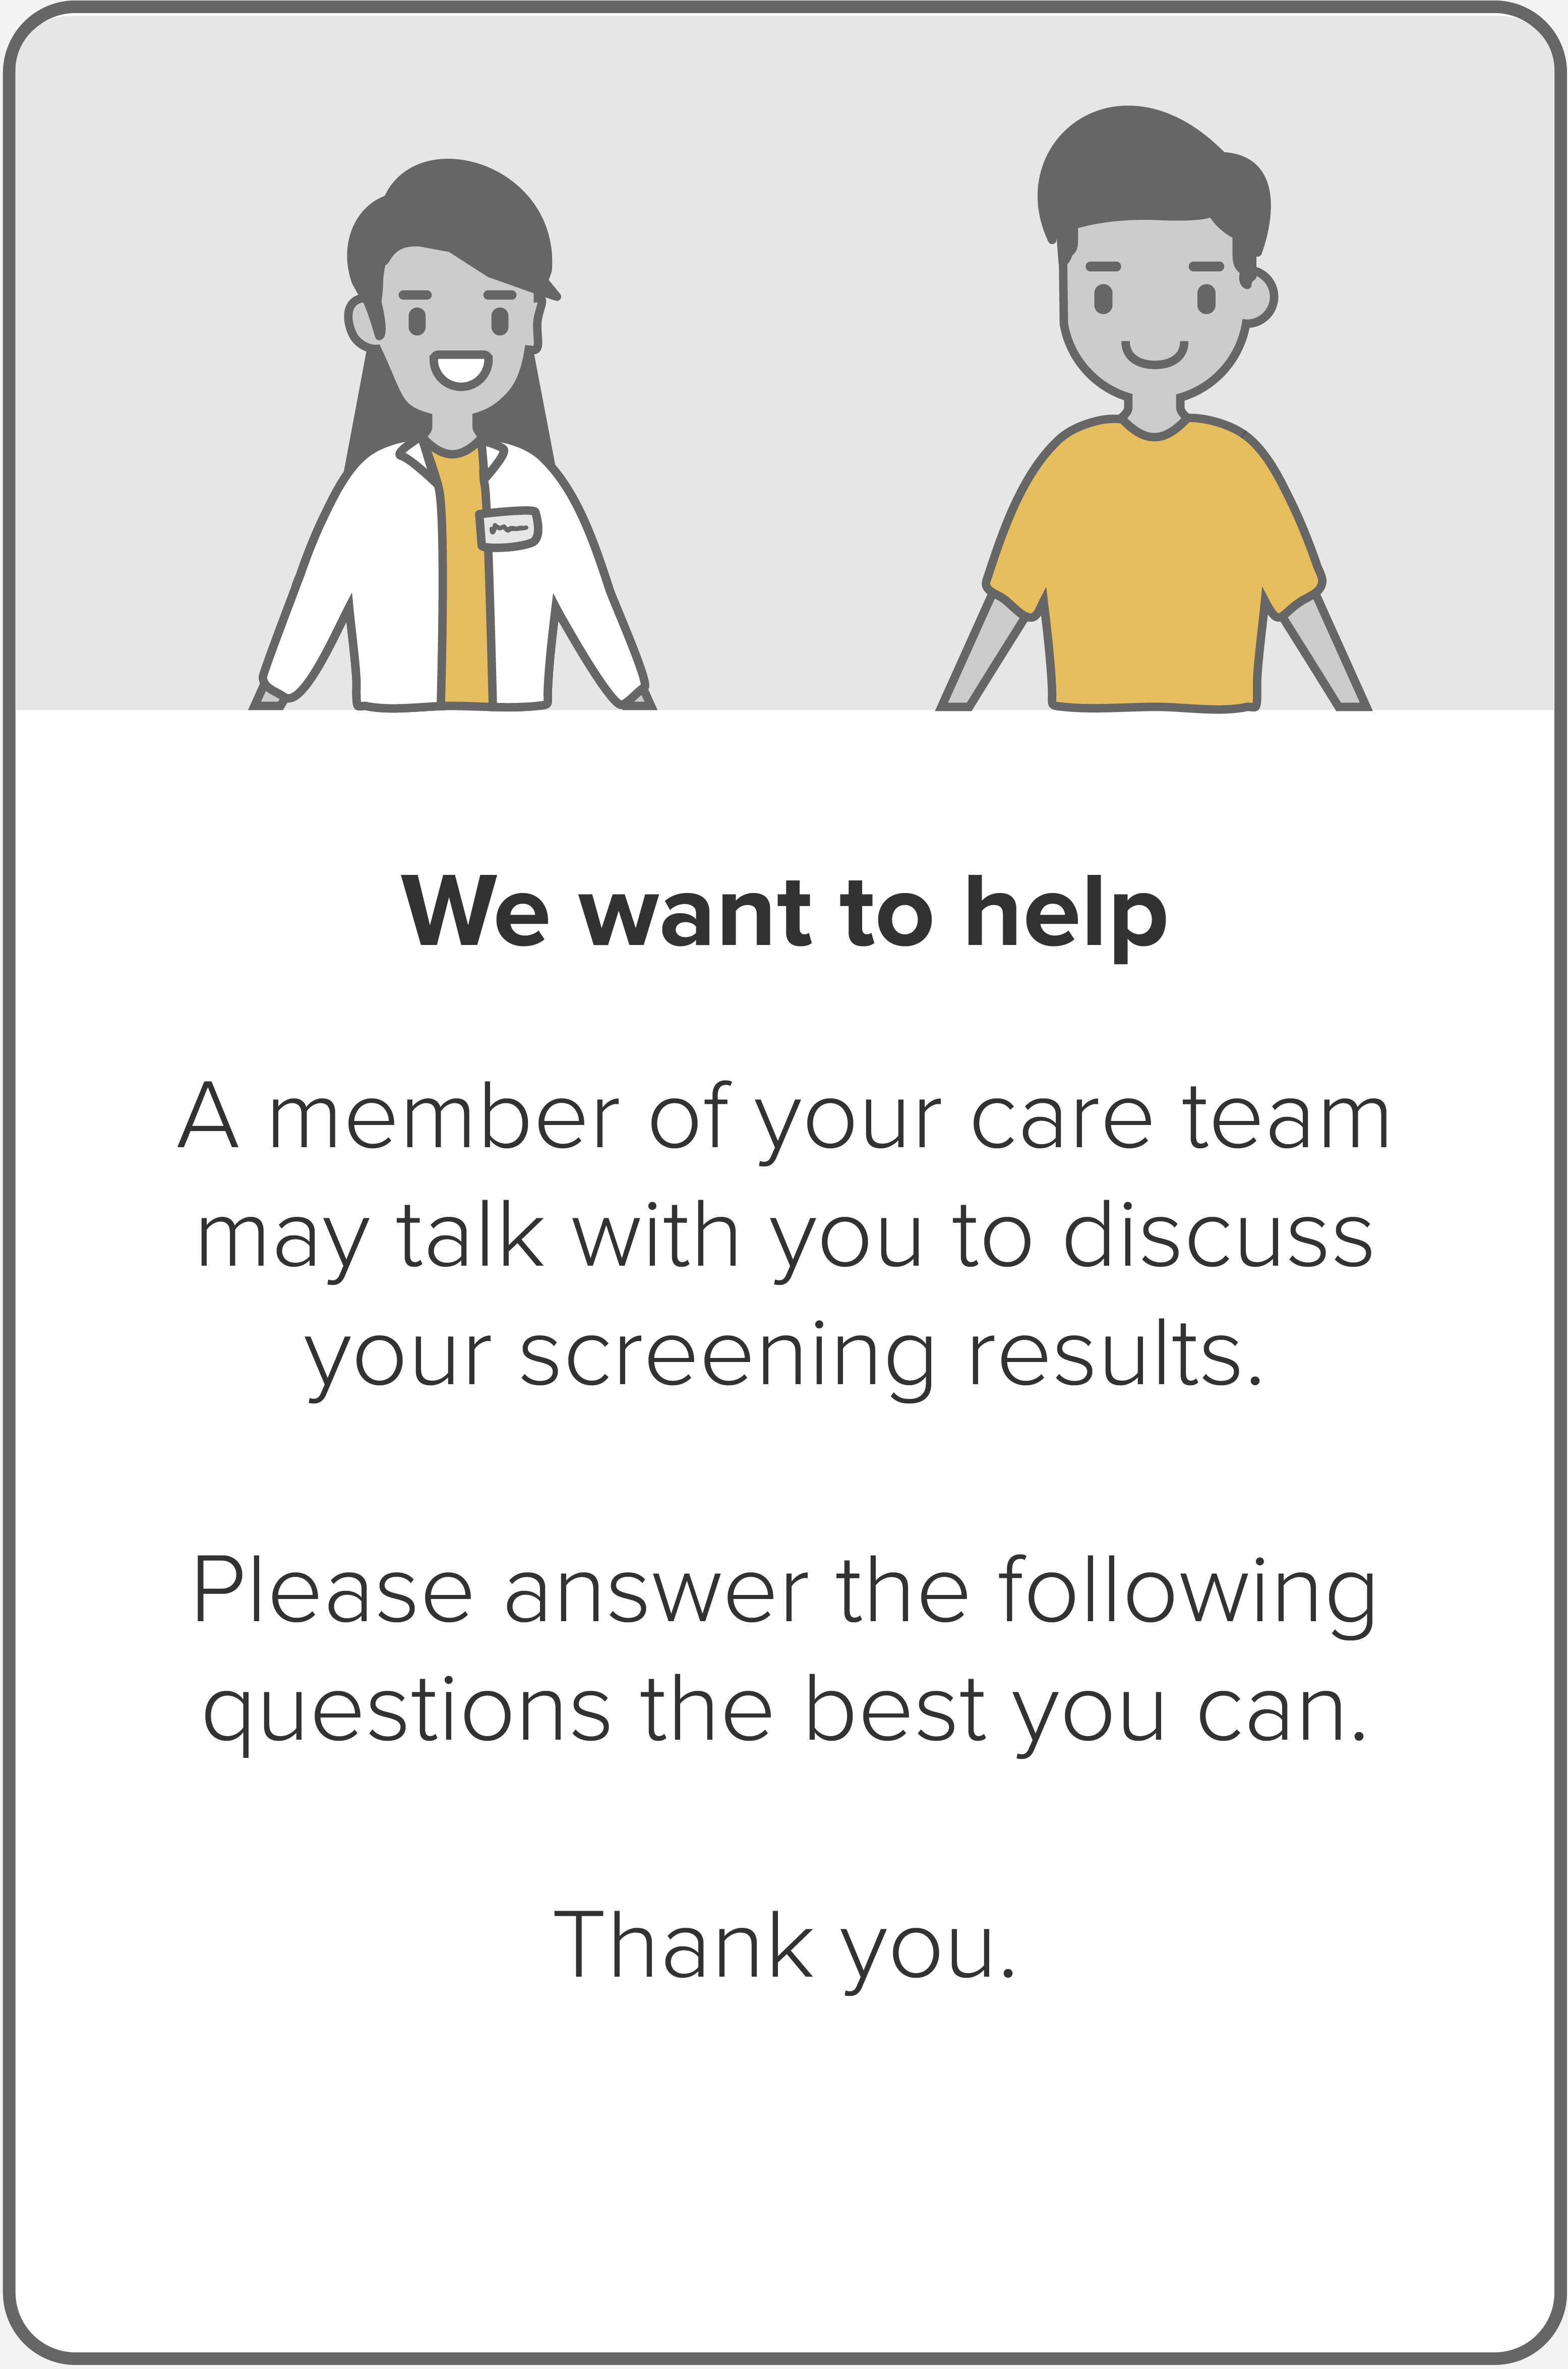 We want to help
A member of your care team
may talk with you to discuss
your screening results.
Please answer the following
questions the best you can.
Thank you.